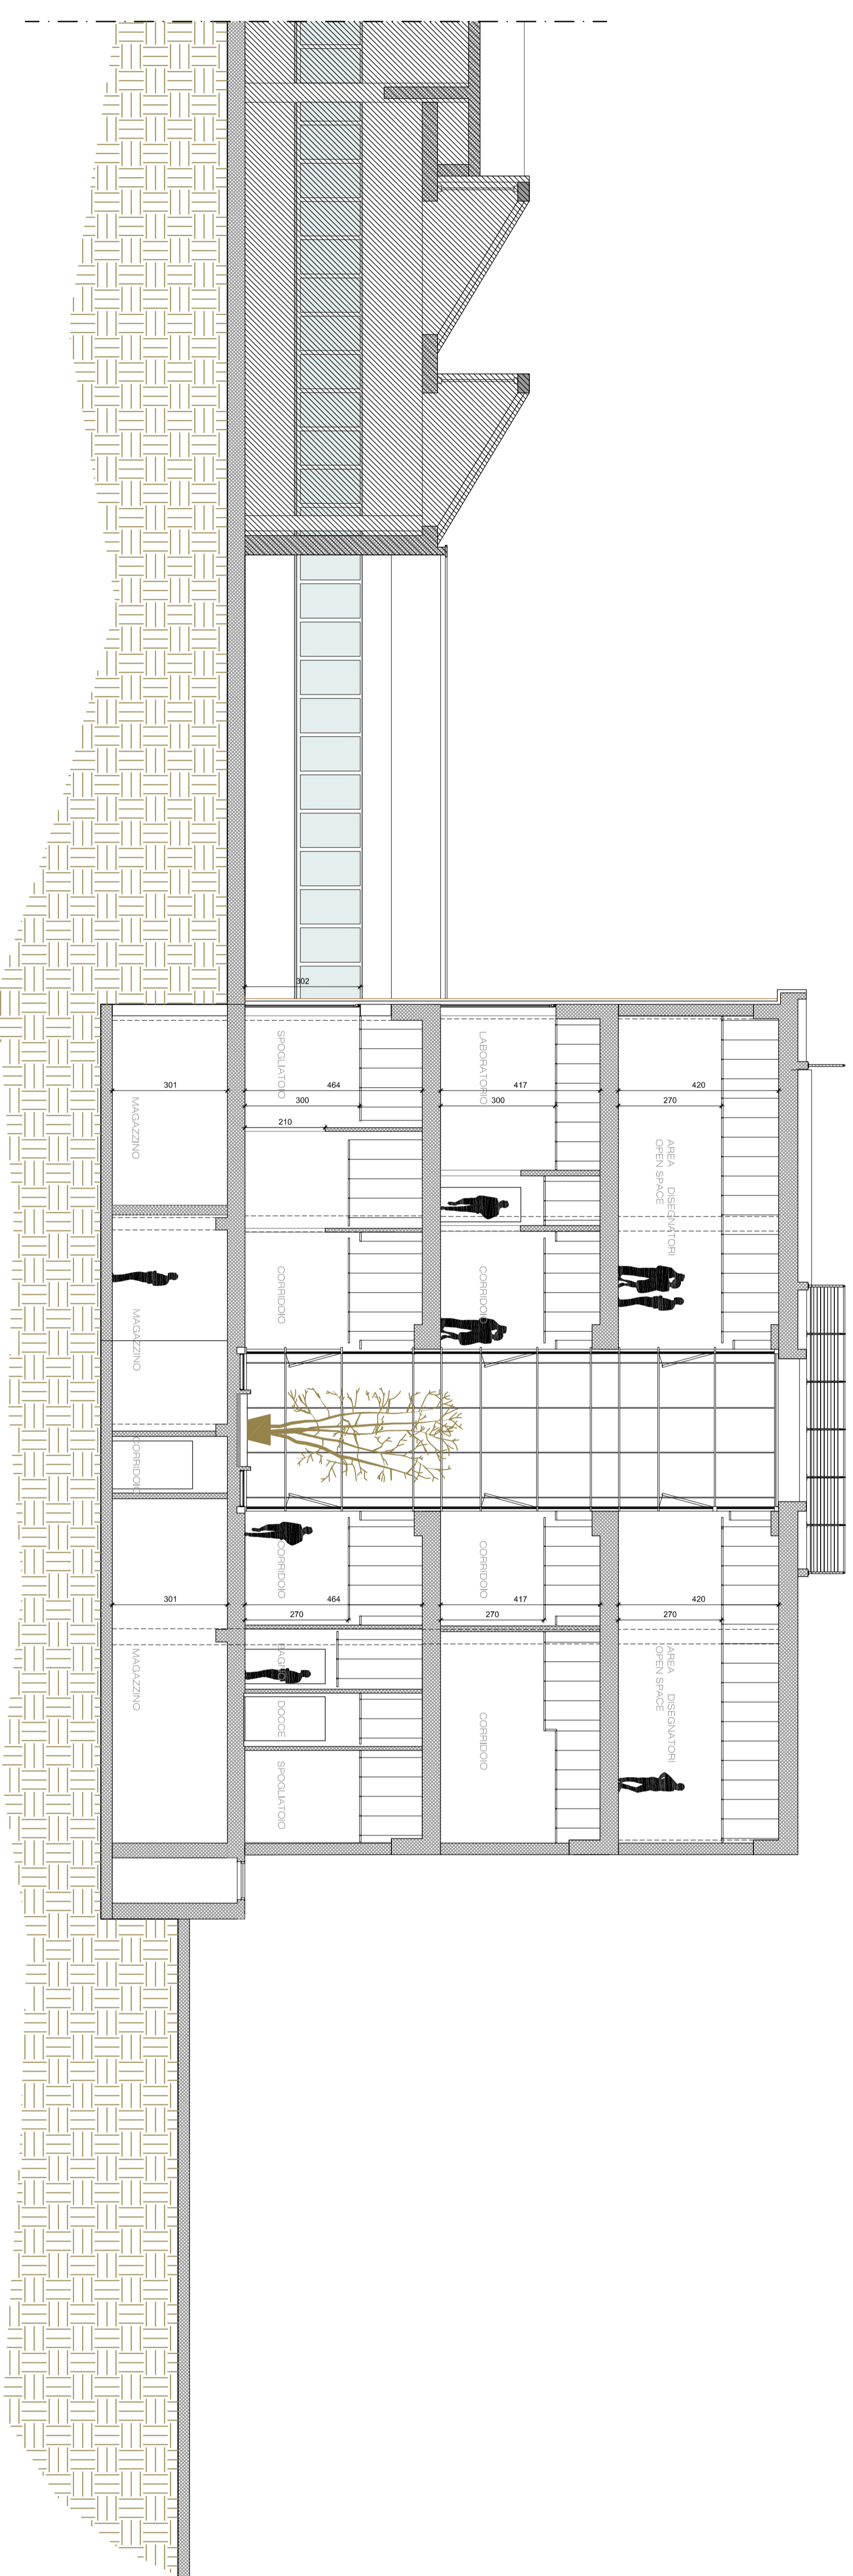 302
SPOGLIATOIO
LABORATORIO
301
464
417
420
300
300
270
MAGAZZINO
210
AREA DISEGNATORI
OPEN SPACE
CORRIDOIO
CORRIDOIO
MAGAZZINO
CORRIDOIO
CORRIDOIO
CORRIDOIO
301
464
417
420
270
270
270
BAGNO
MAGAZZINO
AREA DISEGNATORI
OPEN SPACE
DOCCE
CORRIDOIO
SPOGLIATOIO